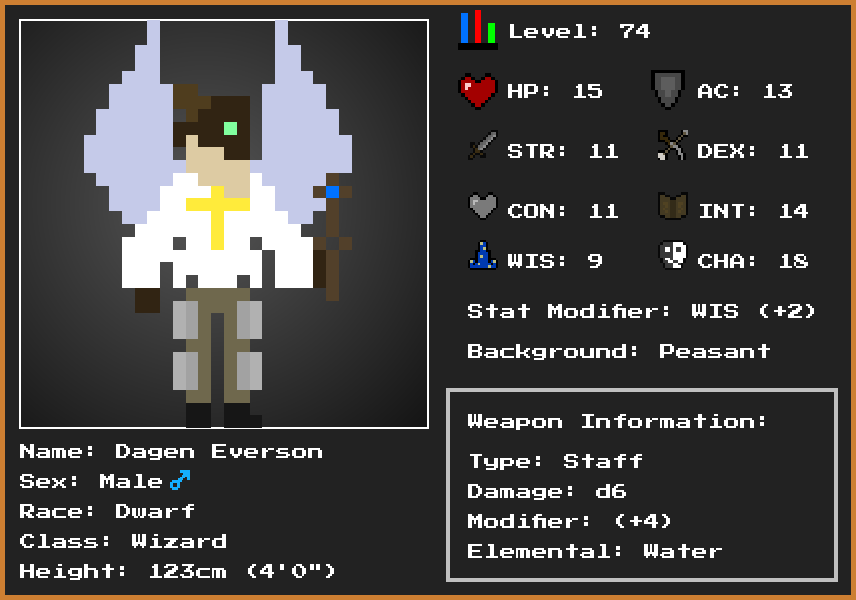 Level: 74
HP: 15
AC: 13
STR: 11
DEX: 11
CON: 11
INT: 14
WIS: 9
CHA: 18
Stat Modifier: WIS (+2)
Background: Peasant
Weapon Information:
Type: Staff
Damage: d6
Modifier: (+4)
Elemental: Water
Name: Dagen Everson
Sex: Male♂
Race: Dwarf
Class: Wizard
Height: 123cm (4'0")